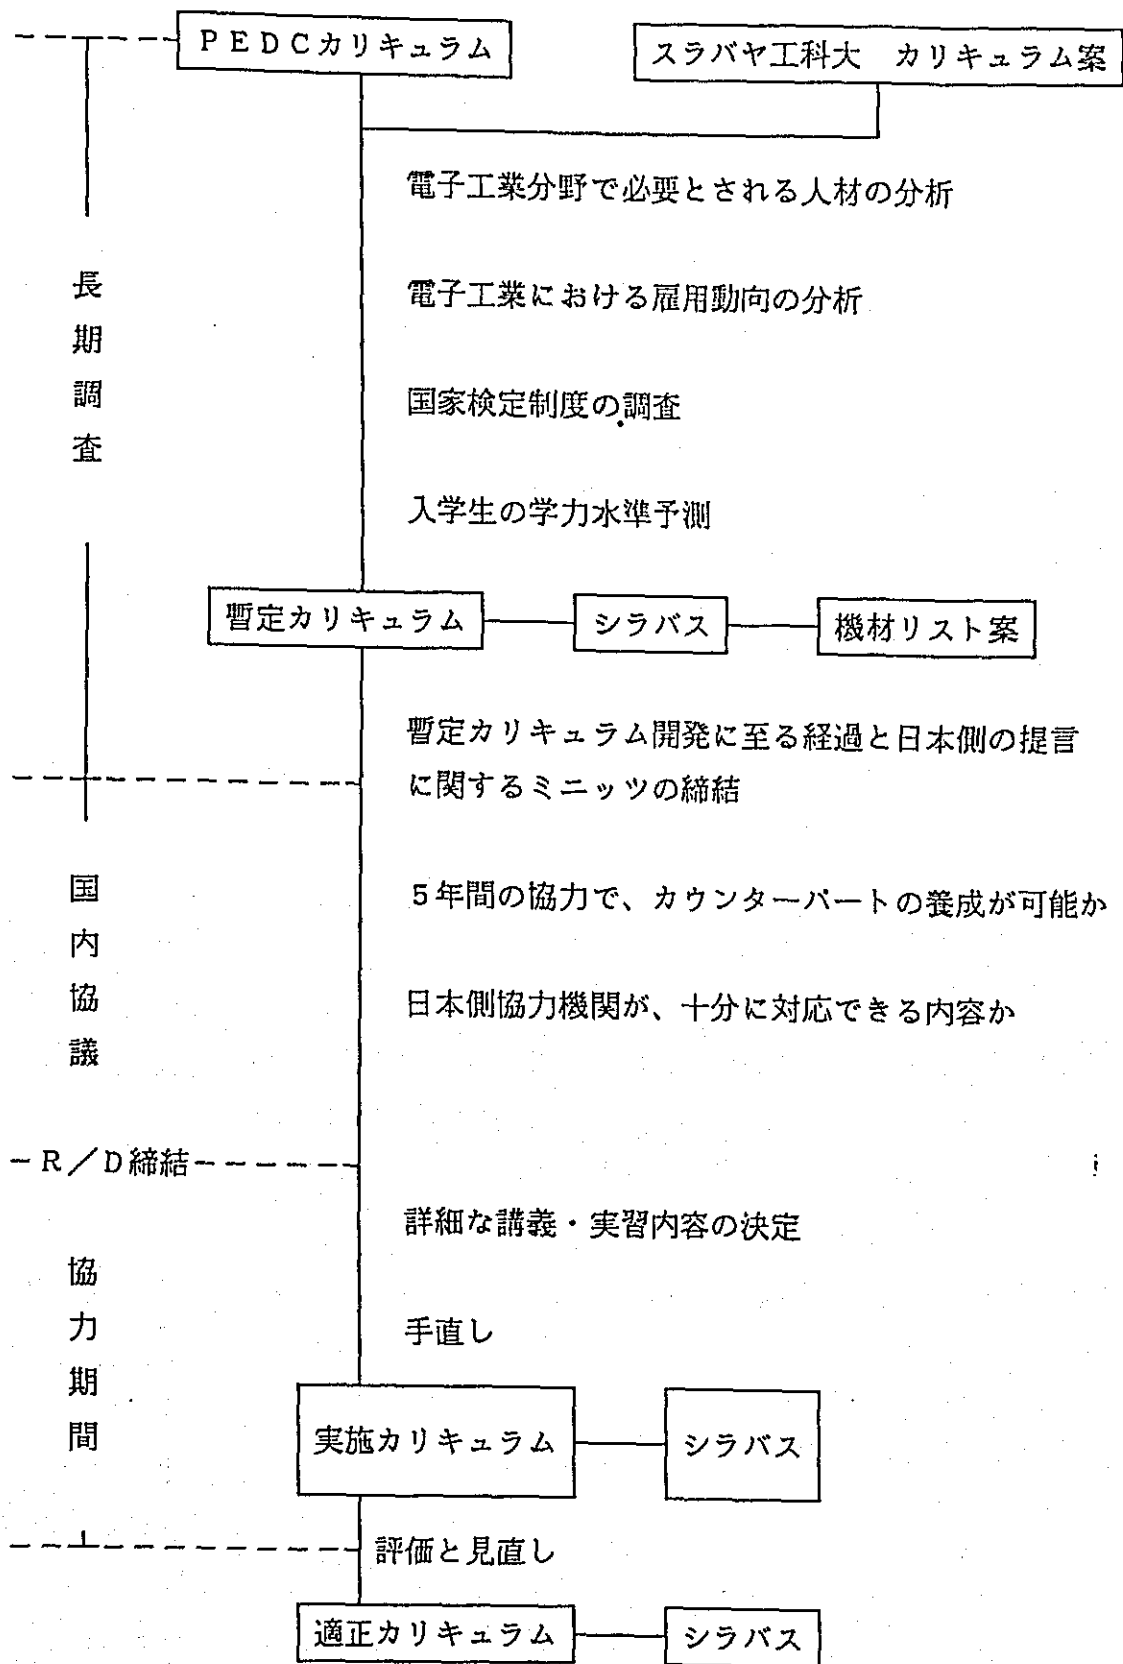 PEDCカリキュラム
スラバヤ工科大　カリキュラム案
電子工業分野で必要とされる人材の分析
電子工業における雇用動向の分析
国家検定制度の調査
入学生の学力水準予測
長期調査
暫定カリキュラム
シラバス
機材リスト案
暫定カリキュラム開発に至る経過と日本側の提言
に関するミニッツの締結
国内協議
5年間の協力で、カウンターパートの養成が可能か
日本側協力機関が、十分に対応できる内容か
R／D締結
詳細な講義・実習内容の決定
手直し
協力期間
実施カリキュラム
シラバス
評価と見直し
適正カリキュラム
シラバス